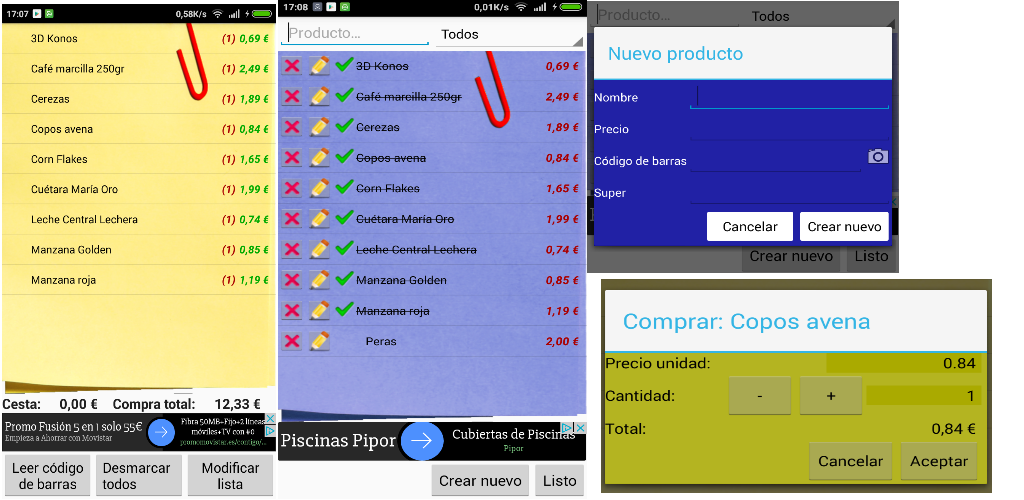 17:07 0,58K/s
3D Konos (1) 0,69 €
Café marcilla 250gr (1) 2,49 €
Cerezas (1) 1,89 €
Copos avena (1) 0,84 €
Corn Flakes (1) 1,65 €
Cuétara María Oro (1) 1,99 €
Leche Central Lechera (1) 0,74 €
Manzana Golden (1) 0,85 €
Manzana roja (1) 1,19 €
Cesta: 0,00 € Compra total: 12,33 €
Promo Fusión 5 en 1 solo 55€
Empieza a Ahorrar con Movistar
Fibra 50MB+Fijo+2 líneas
móviles+TV con #0
promomovistar.es/contigo/...
Leer código
de barras
Desmarcar
todos
Modificar
lista
17:08 0,01K/s
Producto... Todos
3D Konos 0,69 €
Café marcilla 250gr 2,49 €
Cerezas 1,89 €
Copos avena 0,84 €
Corn Flakes 1,65 €
Cuétara María Oro 1,99 €
Leche Central Lechera 0,74 €
Manzana Golden 0,85 €
Manzana roja 1,19 €
Peras 2,00 €
Piscinas Pipor
Cubiertas de Piscinas
Pipor
Crear nuevo Listo
Producto... Todos
Nuevo producto
Nombre
Precio
Código de barras
Super
Cancelar Crear nuevo
Crear nuevo Listo
Comprar: Copos avena
Precio unidad: 0.84
Cantidad: - + 1
Total: 0,84 €
Cancelar Aceptar